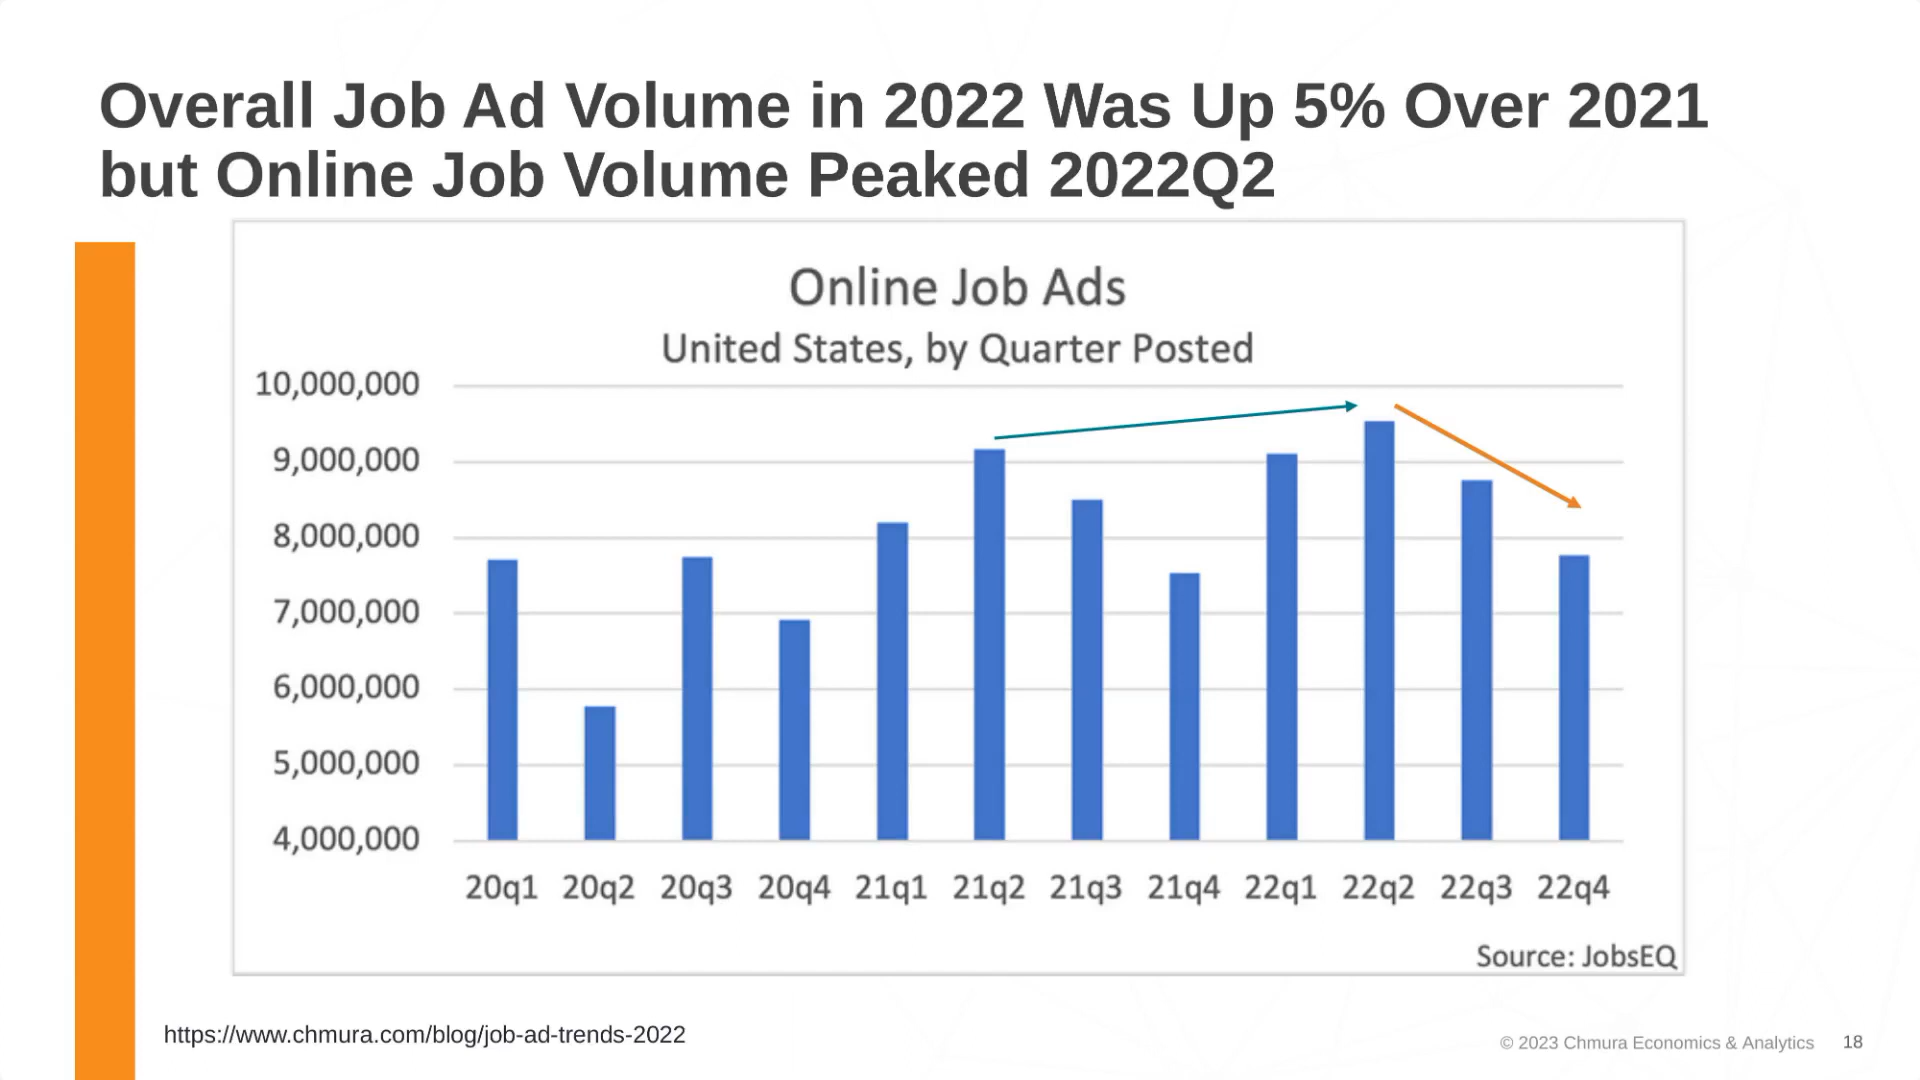 Overall Job Ad Volume in 2022 Was Up 5% Over 2021
but Online Job Volume Peaked 2022Q2
Online Job Ads
United States, by Quarter Posted
10,000,000
9,000,000
8,000,000
7,000,000
6,000,000
5,000,000
4,000,000
20q1 20q2 20q3 20q4 21q1 21q2 21q3 21q4 22q1 22q2 22q3 22q4
Source: JobsEQ
https://www.chmura.com/blog/job-ad-trends-2022
© 2023 Chmura Economics & Analytics 18